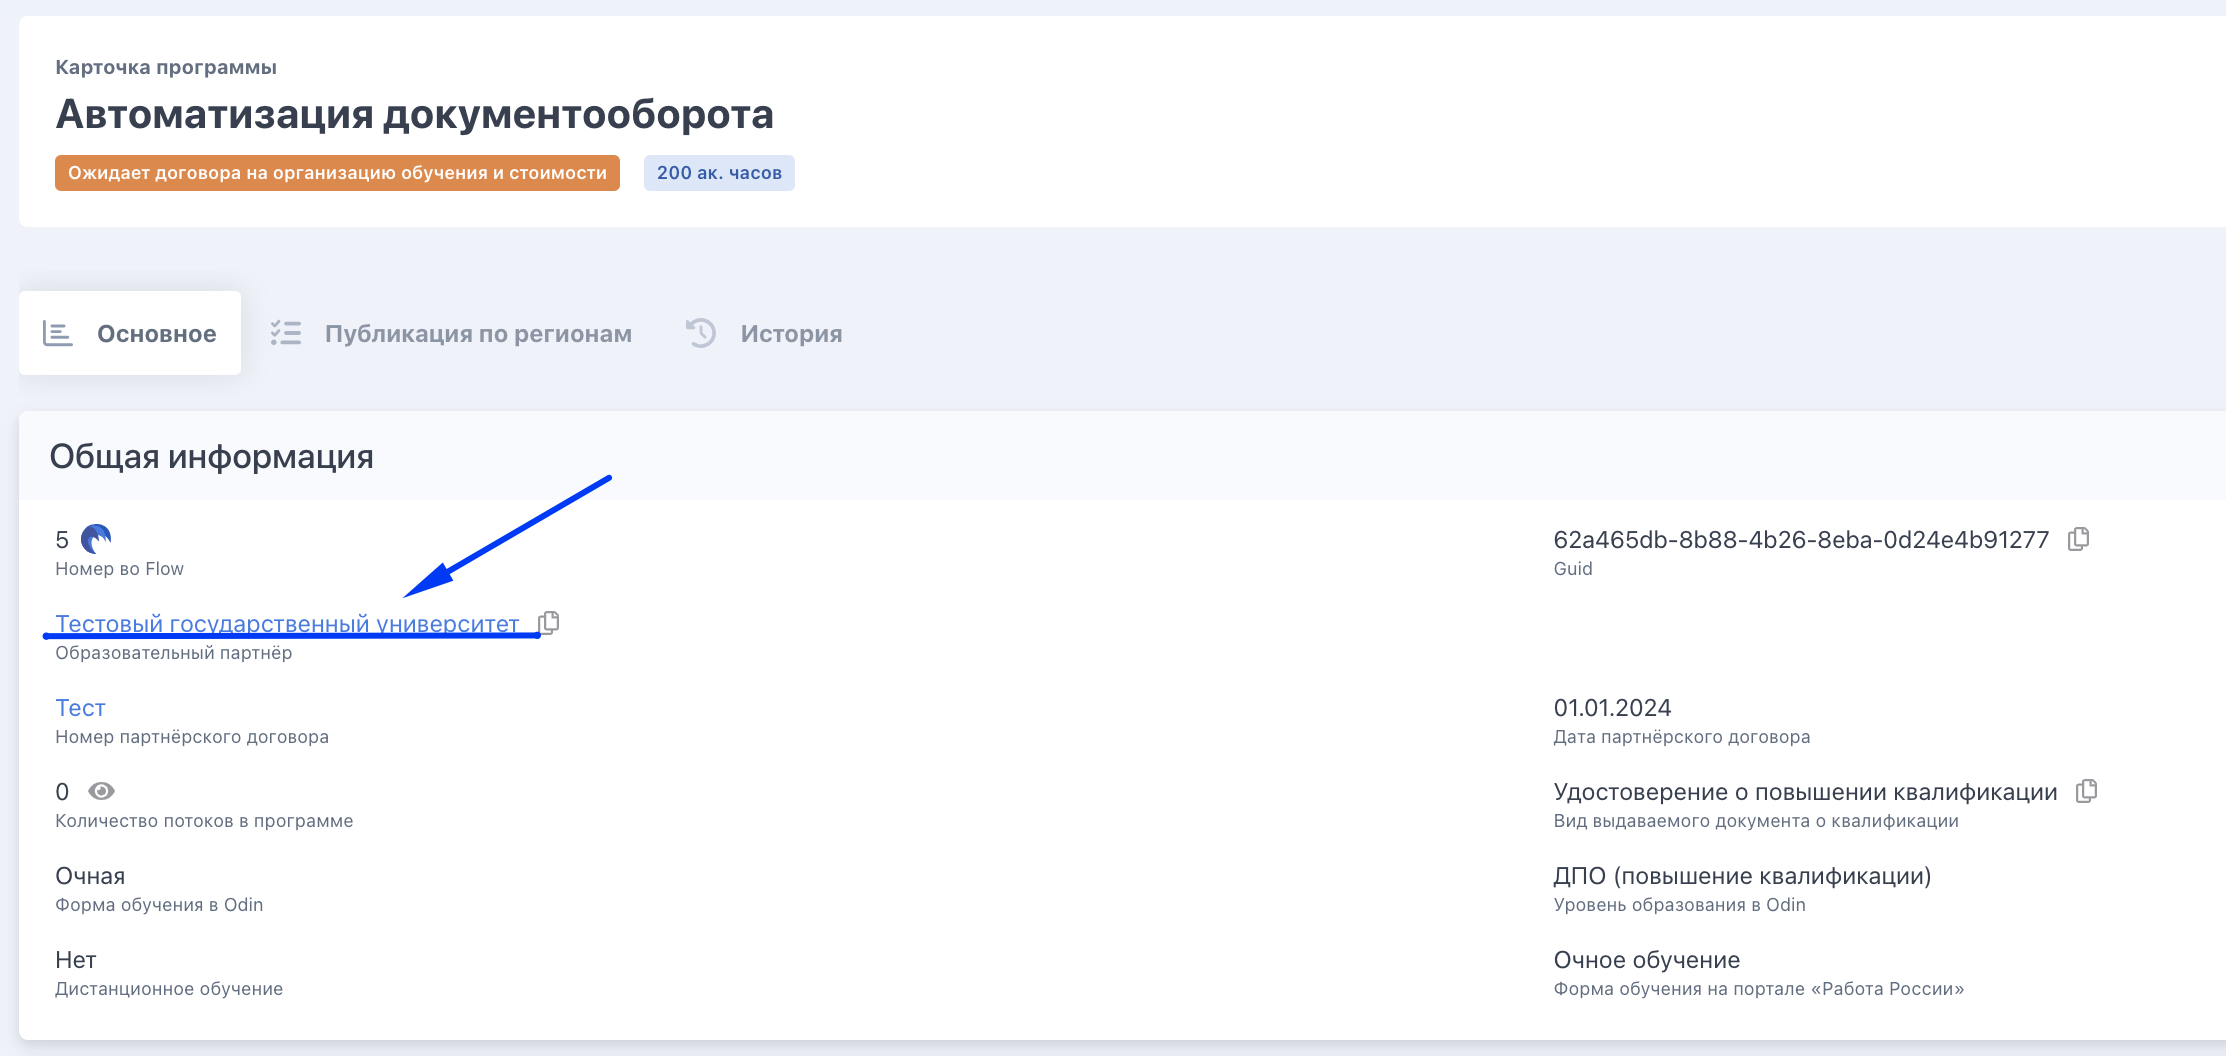 Карточка программы
Автоматизация документооборота
Ожидает договора на организацию обучения и стоимости 200 ак. часов
Основное Публикация по регионам История
Общая информация
5 62a465db-8b88-4b26-8eba-0d24e4b91277
Номер во Flow Guid
Тестовый государственный университет
Образовательный партнёр
Тест 01.01.2024
Номер партнёрского договора Дата партнёрского договора
0 Удостоверение о повышении квалификации
Количество потоков в программе Вид выдаваемого документа о квалификации
Очная ДПО (повышение квалификации)
Форма обучения в Odin Уровень образования в Odin
Нет Очное обучение
Дистанционное обучение Форма обучения на портале «Работа России»